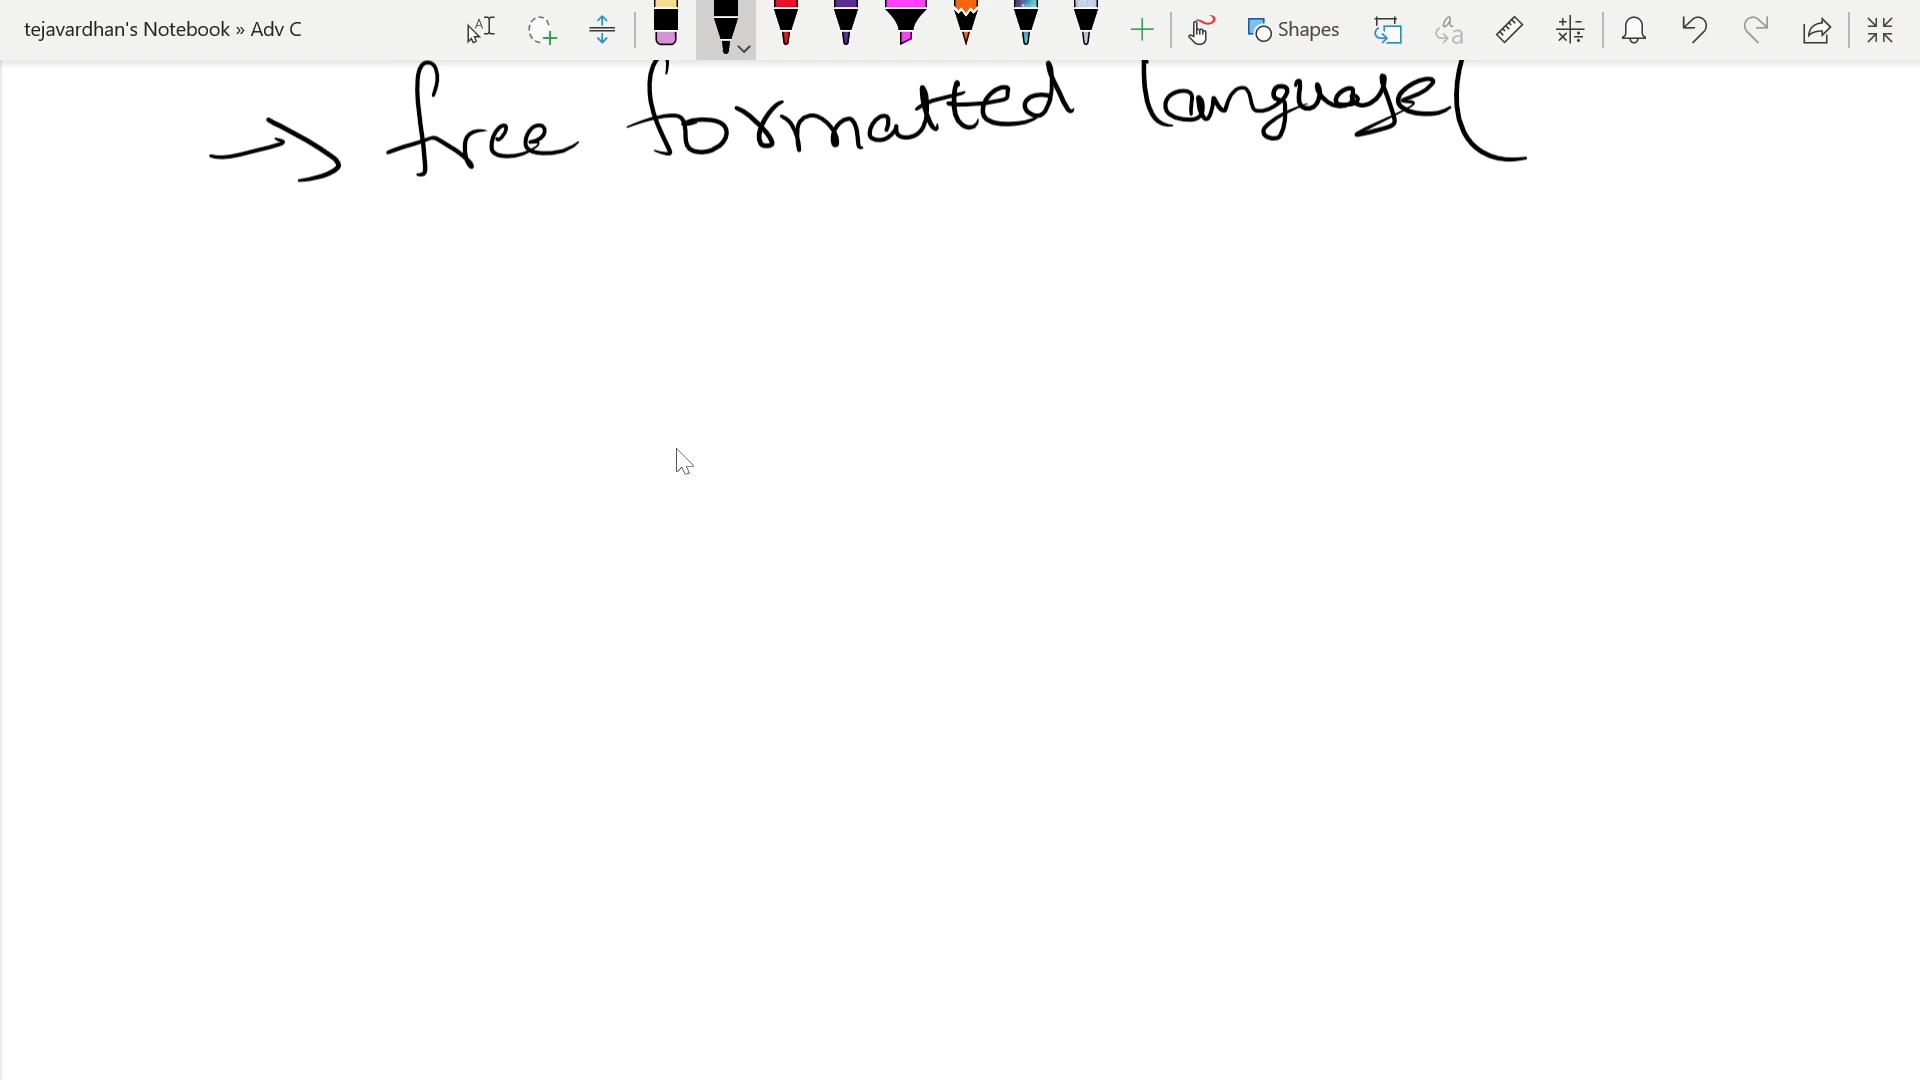 tejavardhan's Notebook » Adv C
Shapes
→ free formatted language(